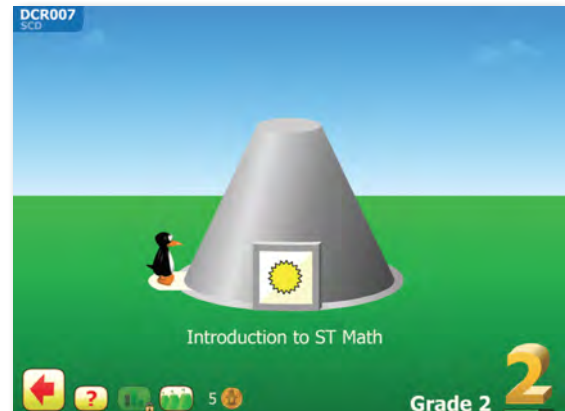 DCR007
SCD
Introduction to ST Math
?
5
Grade 2
2